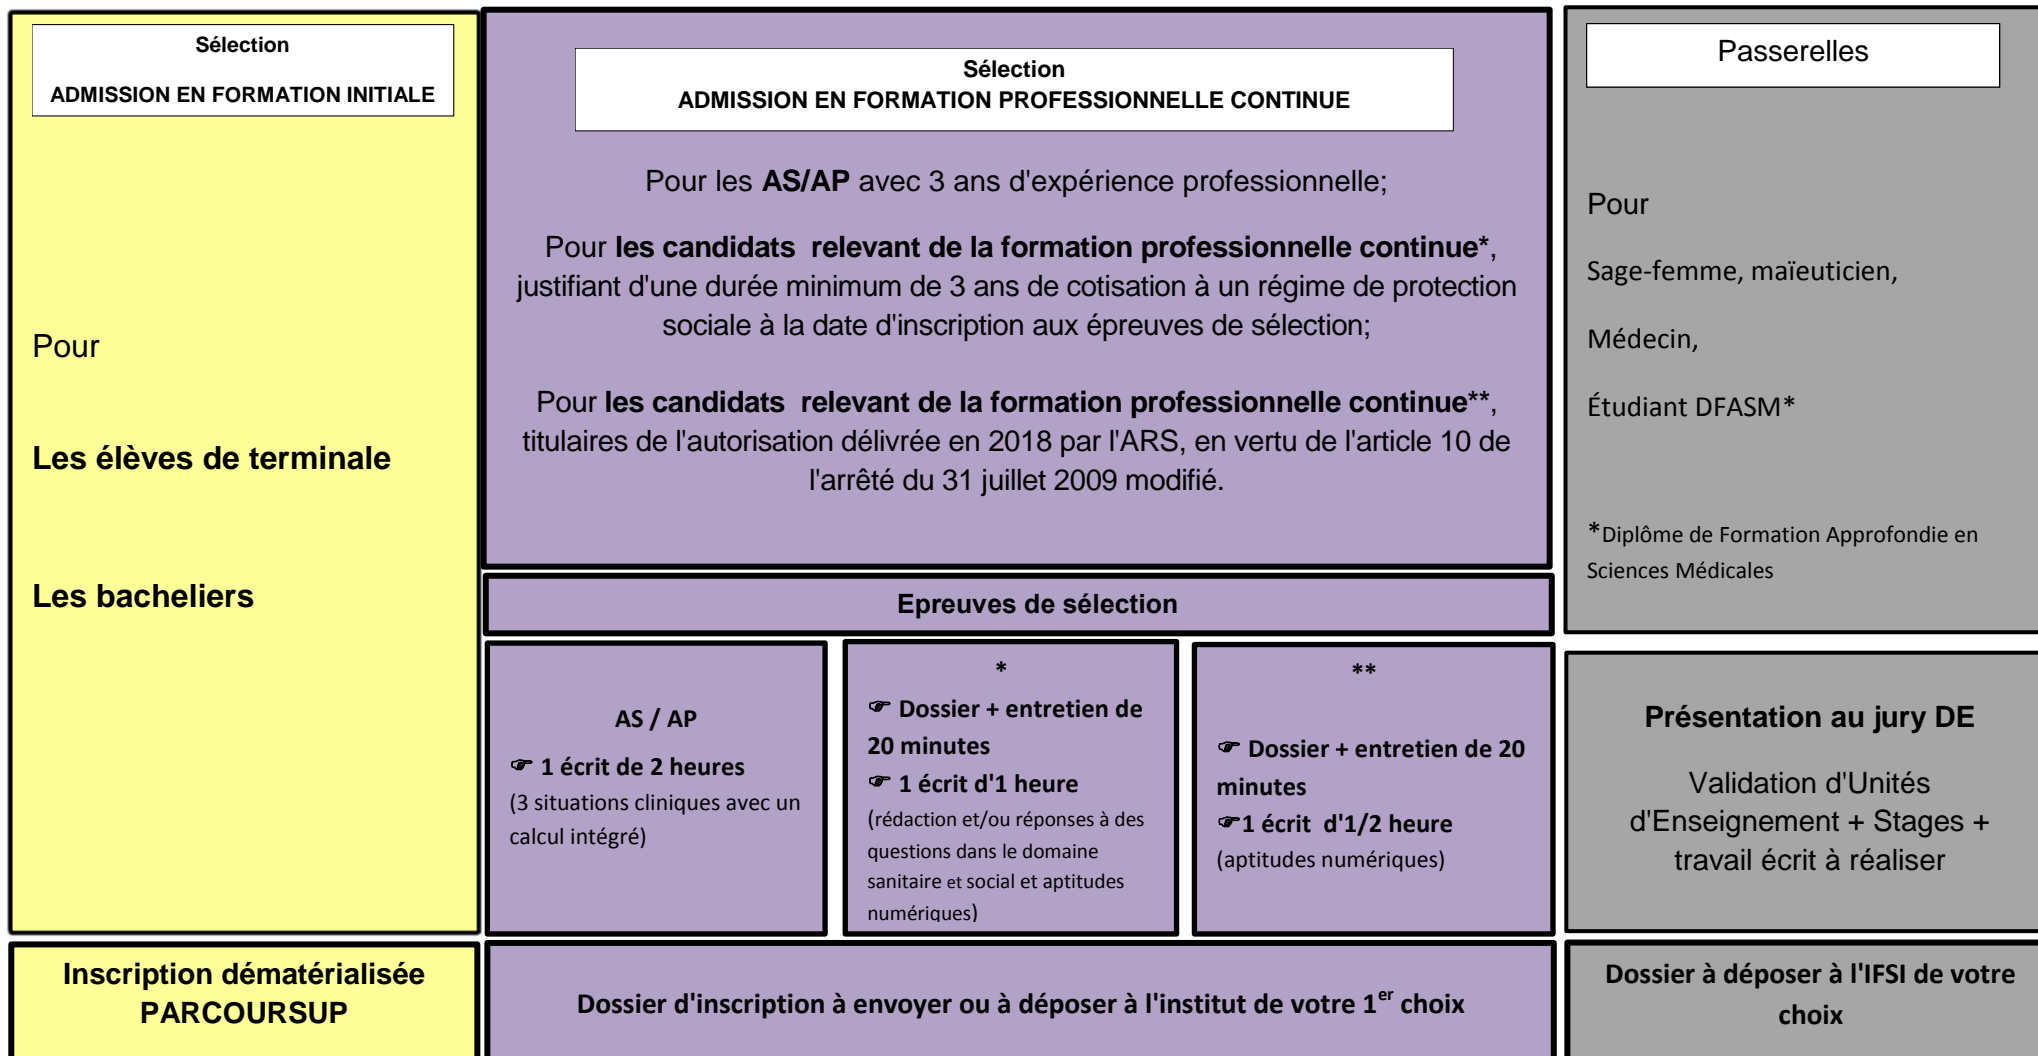 Sélection
ADMISSION EN FORMATION INITIALE
Pour
Les élèves de terminale
Les bacheliers
Inscription dématérialisée
PARCOURSUP
Sélection
ADMISSION EN FORMATION PROFESSIONNELLE CONTINUE
Pour les AS/AP avec 3 ans d'expérience professionnelle;
Pour les candidats relevant de la formation professionnelle continue*,
justifiant d'une durée minimum de 3 ans de cotisation à un régime de protection
sociale à la date d'inscription aux épreuves de sélection;
Pour les candidats relevant de la formation professionnelle continue**,
titulaires de l'autorisation délivrée en 2018 par l'ARS, en vertu de l'article 10 de
l'arrêté du 31 juillet 2009 modifié.
Epreuves de sélection
AS / AP
☞ 1 écrit de 2 heures
(3 situations cliniques avec un
calcul intégré)
*
☞ Dossier + entretien de
20 minutes
☞ 1 écrit d'1 heure
(rédaction et/ou réponses à des
questions dans le domaine
sanitaire et social et aptitudes
numériques)
**
☞ Dossier + entretien de 20
minutes
☞1 écrit d'1/2 heure
(aptitudes numériques)
Dossier d'inscription à envoyer ou à déposer à l'institut de votre 1er choix
Passerelles
Pour
Sage-femme, maïeuticien,
Médecin,
Étudiant DFASM*
*Diplôme de Formation Approfondie en
Sciences Médicales
Présentation au jury DE
Validation d'Unités
d'Enseignement + Stages +
travail écrit à réaliser
Dossier à déposer à l'IFSI de votre
choix